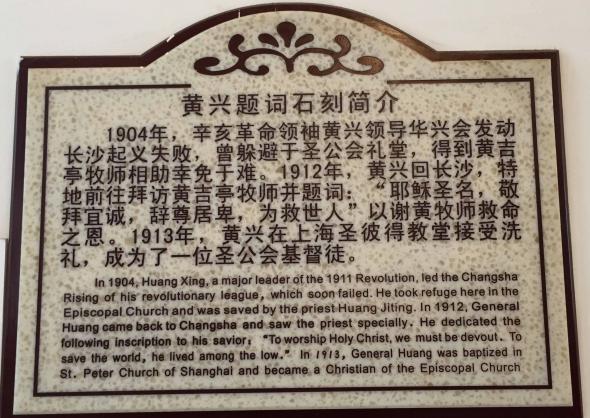 黄兴题词石刻简介
1904年，辛亥革命领袖黄兴领导华兴会发动
长沙起义失败，曾躲避于圣公会礼堂，得到黄吉
亭牧师相助幸免于难。1912年，黄兴回长沙，特
地前往拜访黄吉亭牧师并题词：“耶稣圣名，敬
拜宜诚，辞尊居卑，为救世人”以谢黄牧师救命
之恩。1913年，黄兴在上海圣彼得教堂接受洗
礼，成为了一位圣公会基督徒。
In 1904, Huang Xing, a major leader of the 1911 Revolution, led the Changsha
Rising of his revolutionary league, which soon failed. He took refuge here in the
Episcopal Church and was saved by the priest Huang Jiting. In 1912, General
Huang came back to Changsha and saw the priest specially. He dedicated the
following inscription to his savior: "To worship Holy Christ, we must be devout. To
save the world, he lived among the low." In 1913, General Huang was baptized in
St. Peter Church of Shanghai and became a Christian of the Episcopal Church